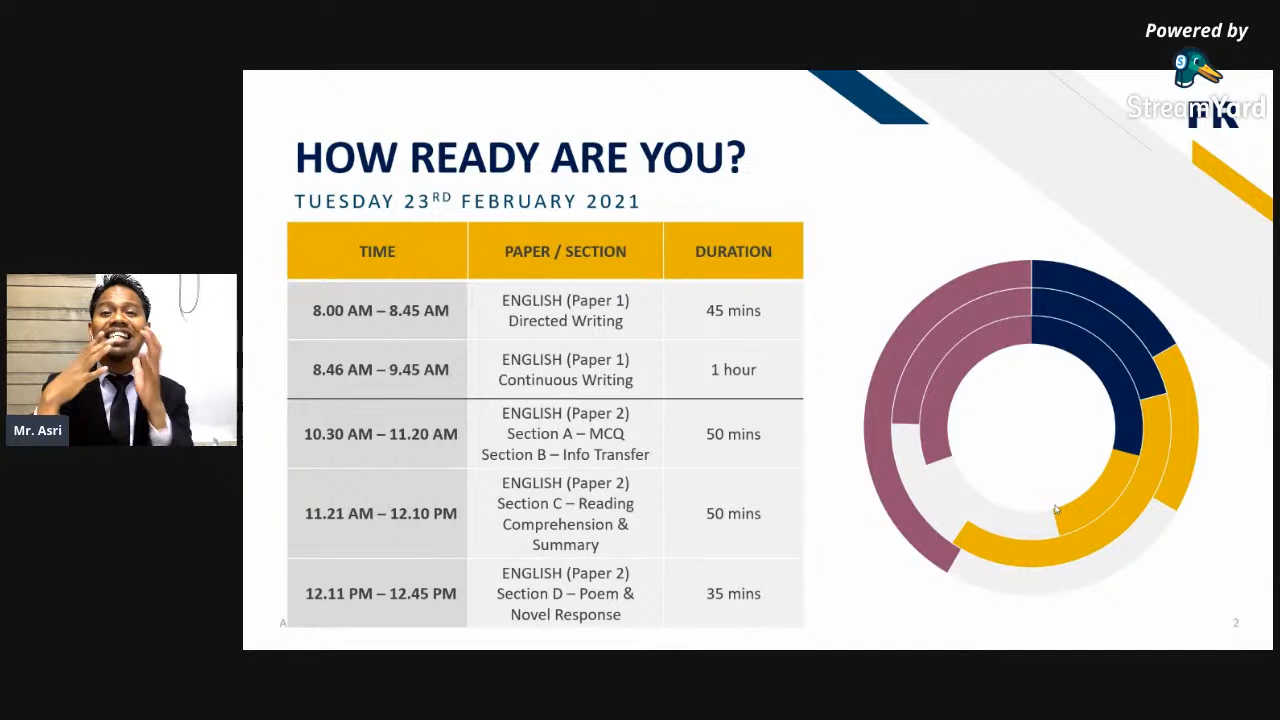 Powered by
StreamYard
FK
HOW READY ARE YOU?
TUESDAY 23RD FEBRUARY 2021
TIME PAPER / SECTION DURATION
8.00 AM – 8.45 AM
ENGLISH (Paper 1)
Directed Writing
45 mins
8.46 AM – 9.45 AM
ENGLISH (Paper 1)
Continuous Writing
1 hour
10.30 AM – 11.20 AM
ENGLISH (Paper 2)
Section A – MCQ
Section B – Info Transfer
50 mins
11.21 AM – 12.10 PM
ENGLISH (Paper 2)
Section C – Reading
Comprehension &
Summary
50 mins
12.11 PM – 12.45 PM
ENGLISH (Paper 2)
Section D – Poem &
Novel Response
35 mins
Mr. Asri
2